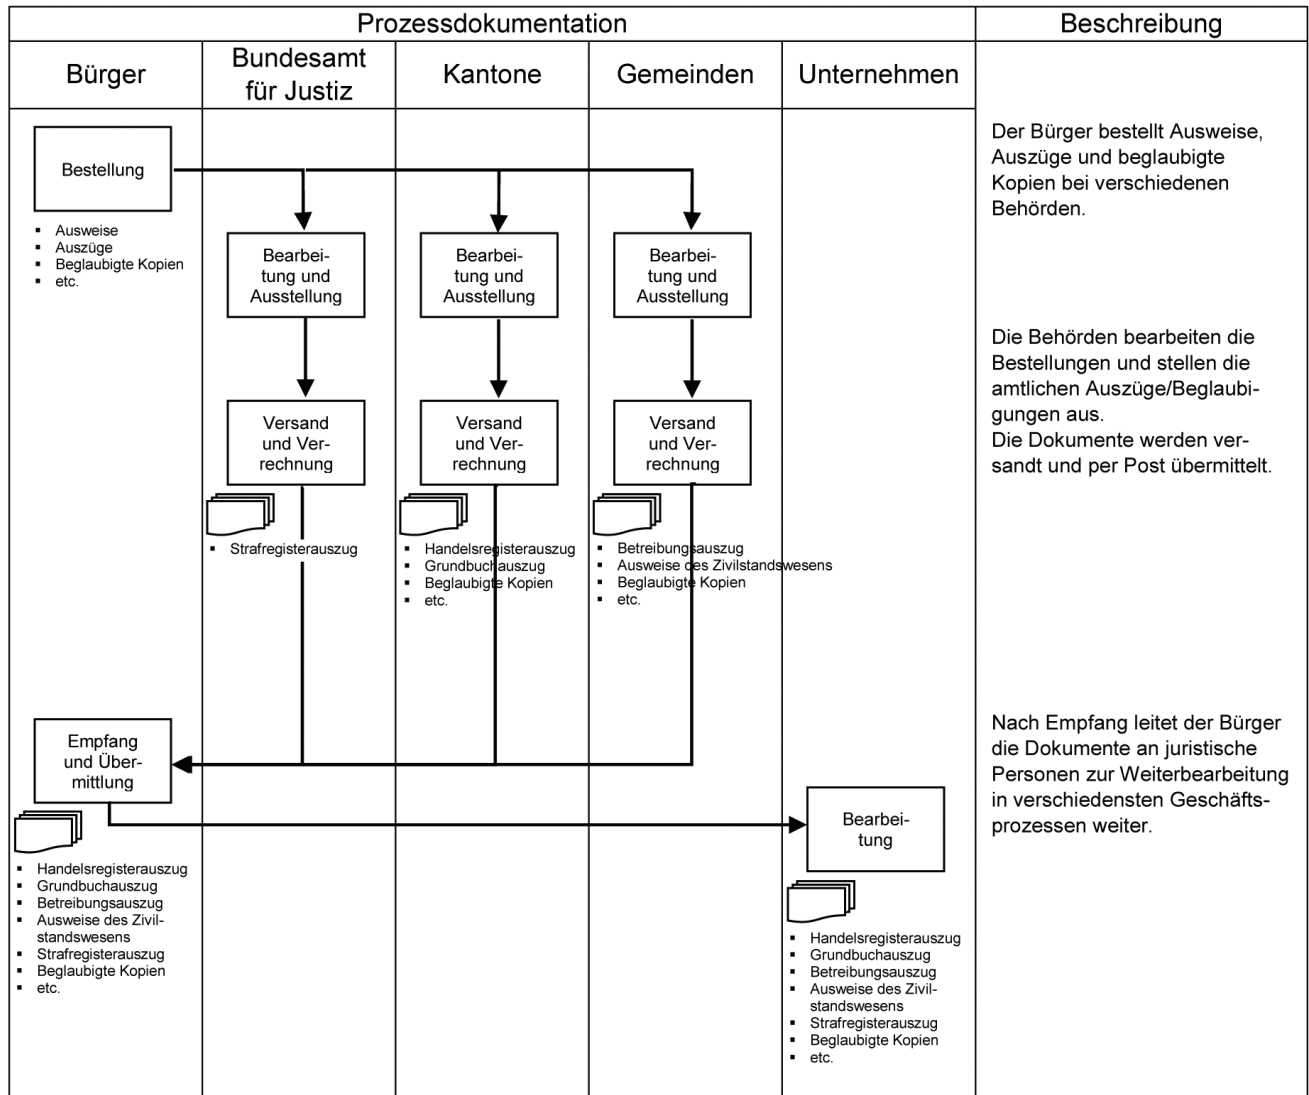 Prozessdokumentation
Beschreibung
Bürger
Bundesamt
für Justiz
Kantone
Gemeinden
Unternehmen
Bestellung
▪ Ausweise
▪ Auszüge
▪ Beglaubigte Kopien
▪ etc.
Der Bürger bestellt Ausweise,
Auszüge und beglaubigte
Kopien bei verschiedenen
Behörden.
Bearbei-
tung und
Ausstellung
Bearbei-
tung und
Ausstellung
Bearbei-
tung und
Ausstellung
Die Behörden bearbeiten die
Bestellungen und stellen die
amtlichen Auszüge/Beglaubi-
gungen aus.
Die Dokumente werden ver-
sandt und per Post übermittelt.
Versand
und Ver-
rechnung
Versand
und Ver-
rechnung
Versand
und Ver-
rechnung
▪ Strafregisterauszug
▪ Handelsregisterauszug
▪ Grundbuchauszug
▪ Beglaubigte Kopien
▪ etc.
▪ Betreibungsauszug
▪ Ausweise des Zivilstandswesens
▪ Beglaubigte Kopien
▪ etc.
Empfang
und Über-
mittlung
Nach Empfang leitet der Bürger
die Dokumente an juristische
Personen zur Weiterbearbeitung
in verschiedensten Geschäfts-
prozessen weiter.
Bearbei-
tung
▪ Handelsregisterauszug
▪ Grundbuchauszug
▪ Betreibungsauszug
▪ Ausweise des Zivil-
standswesens
▪ Strafregisterauszug
▪ Beglaubigte Kopien
▪ etc.
▪ Handelsregisterauszug
▪ Grundbuchauszug
▪ Betreibungsauszug
▪ Ausweise des Zivil-
standswesens
▪ Strafregisterauszug
▪ Beglaubigte Kopien
▪ etc.